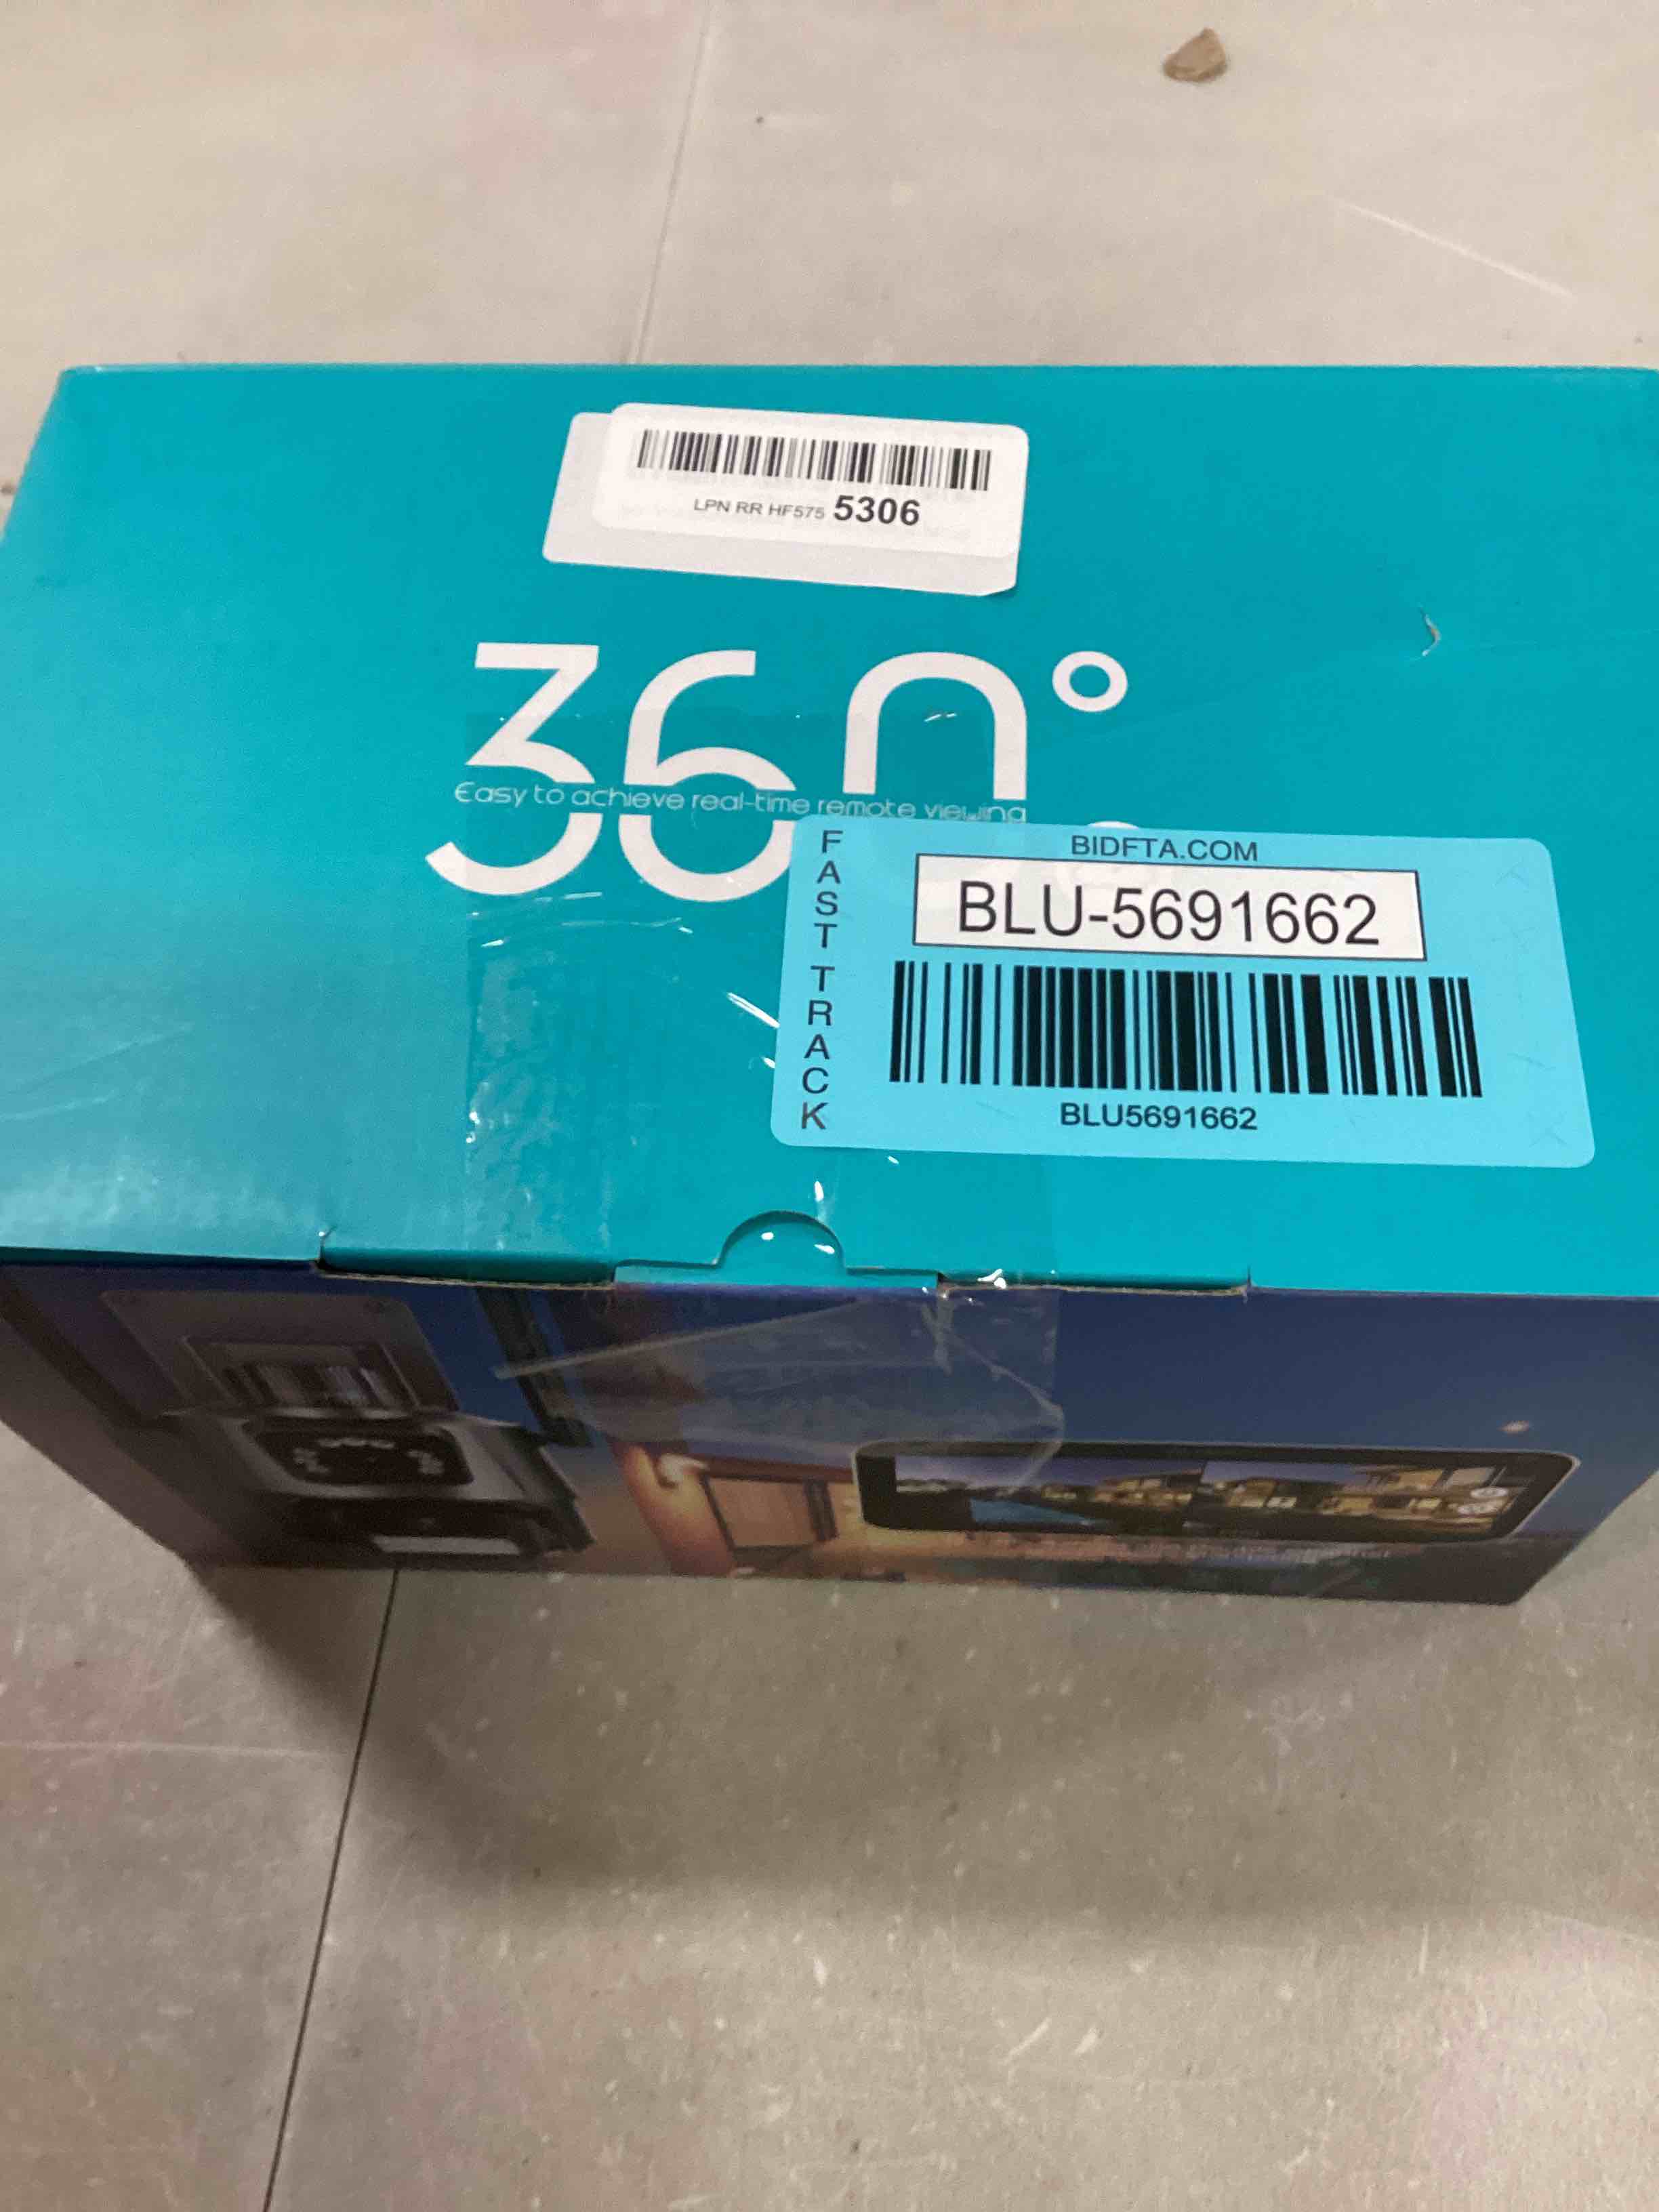 LPN RR HF575 5306
360°
Easy to achieve real-time remote viewing
FAST TRACK
BIDFTA.COM
BLU-5691662
BLU5691662